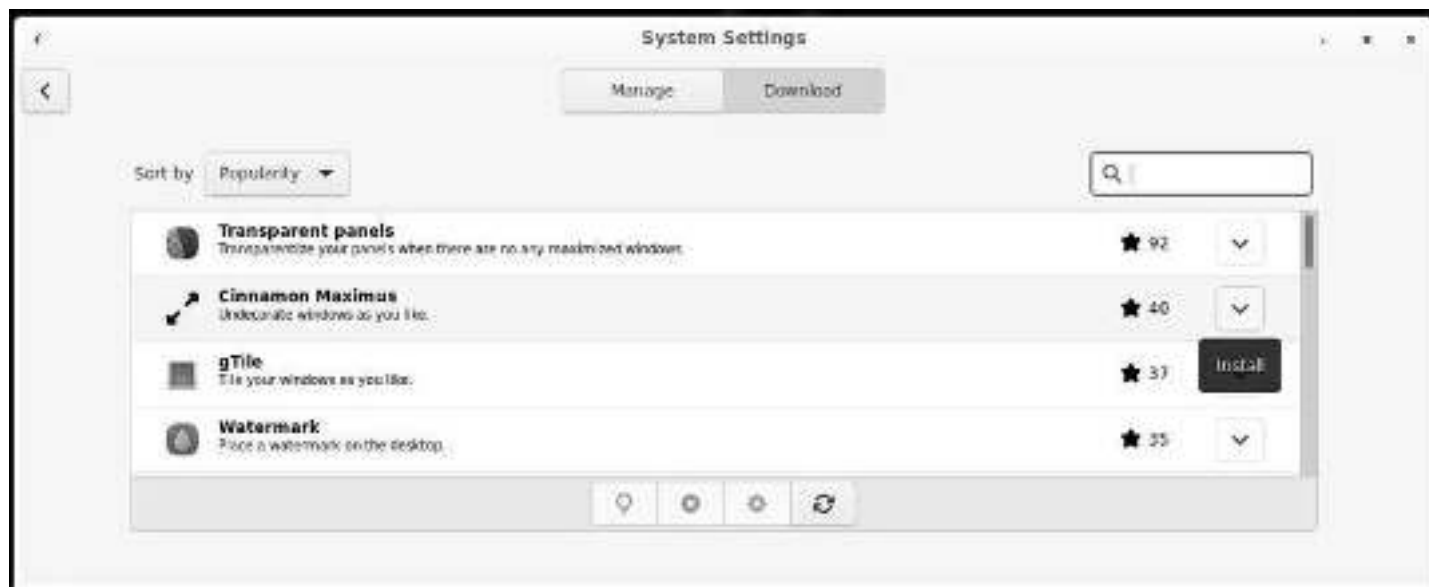 System Settings
Manage Download
Sort by Popularity
Transparent panels 92
Transparentize your panels when there are no any maximized windows.
Cinnamon Maximus 40
Undecorate windows as you like.
gTile 37
Tile your windows as you like.
Install
Watermark 35
Place a watermark on the desktop.